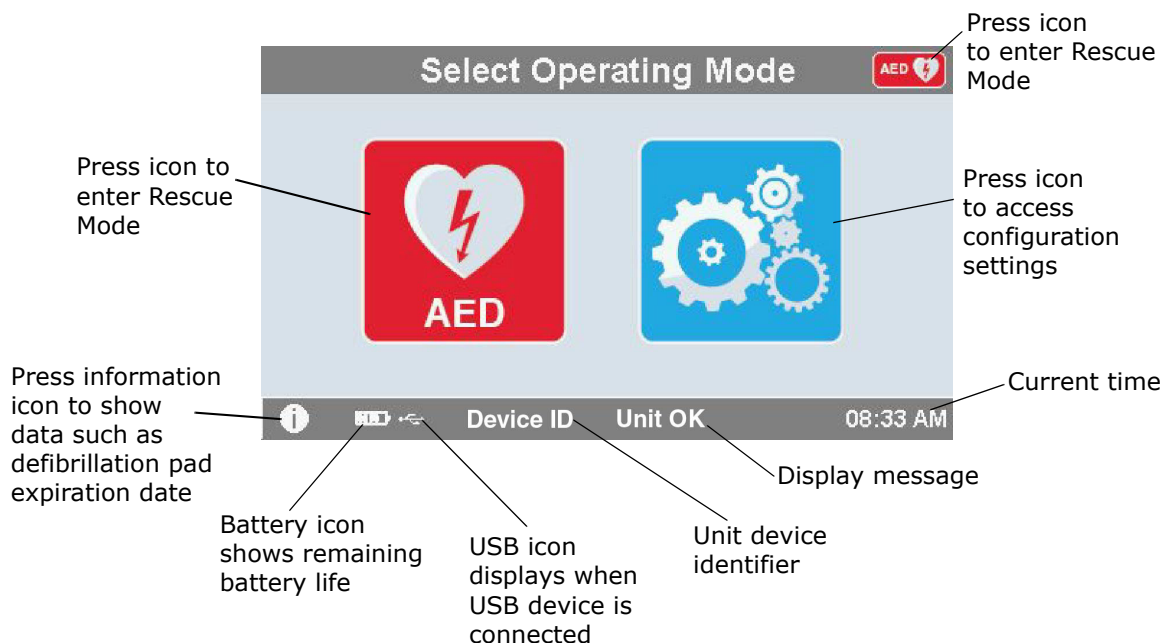 Press icon
to enter Rescue
Mode
Select Operating Mode
AED
Press icon to
enter Rescue
Mode
AED
Press icon
to access
configuration
settings
Press information
icon to show
data such as
defibrillation pad
expiration date
Current time
i
Device ID
Unit OK
08:33 AM
Display message
Battery icon
shows remaining
battery life
USB icon
displays when
USB device is
connected
Unit device
identifier